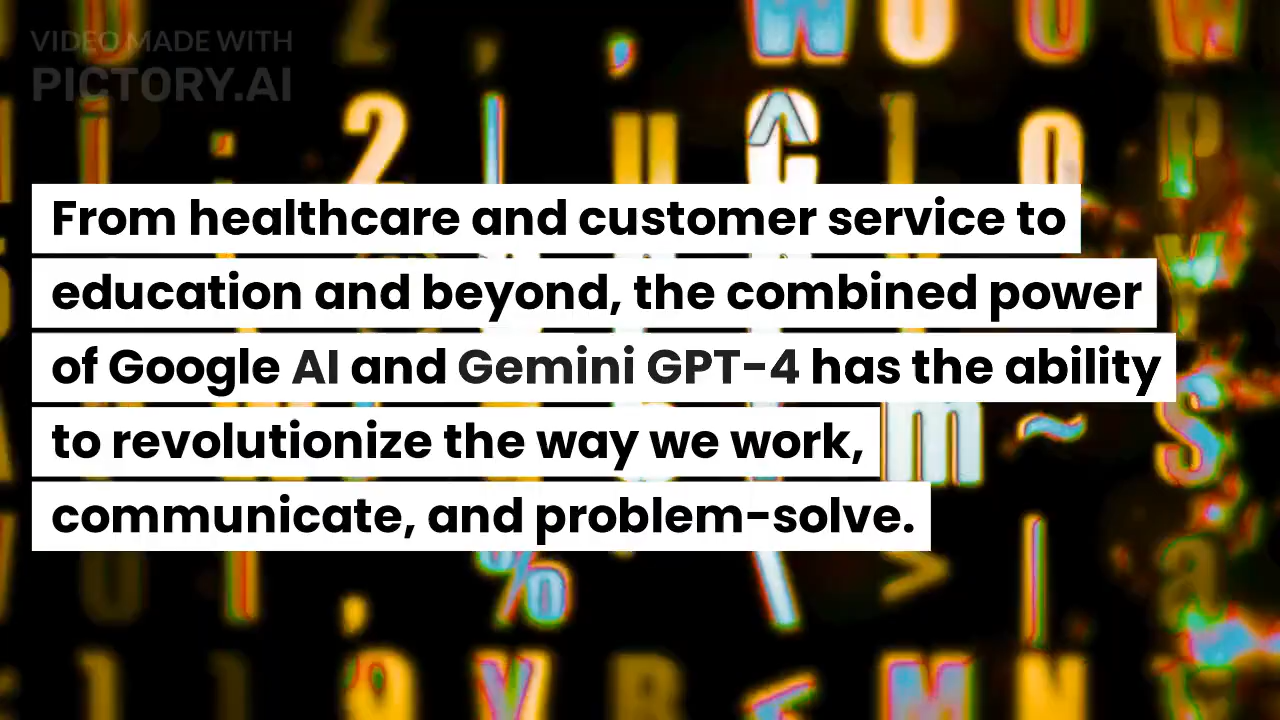 VIDEO MADE WITH
PICTORY.AI
From healthcare and customer service to
education and beyond, the combined power
of Google AI and Gemini GPT-4 has the ability
to revolutionize the way we work,
communicate, and problem-solve.